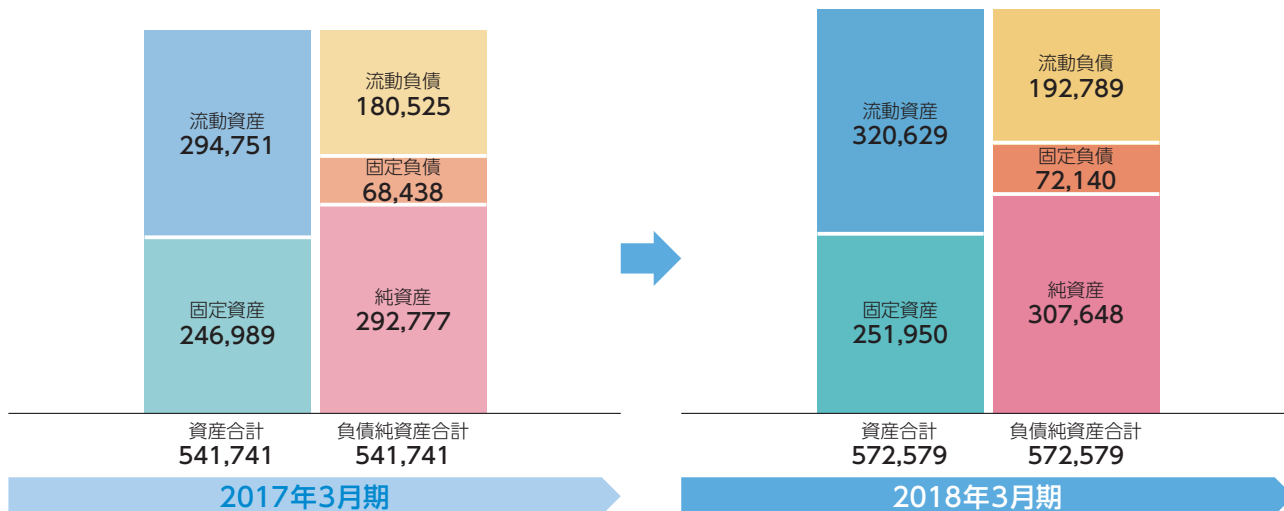 流動資産
294,751
固定資産
246,989
流動負債
180,525
固定負債
68,438
純資産
292,777
資産合計
541,741
負債純資産合計
541,741
2017年3月期
流動資産
320,629
固定資産
251,950
流動負債
192,789
固定負債
72,140
純資産
307,648
資産合計
572,579
負債純資産合計
572,579
2018年3月期